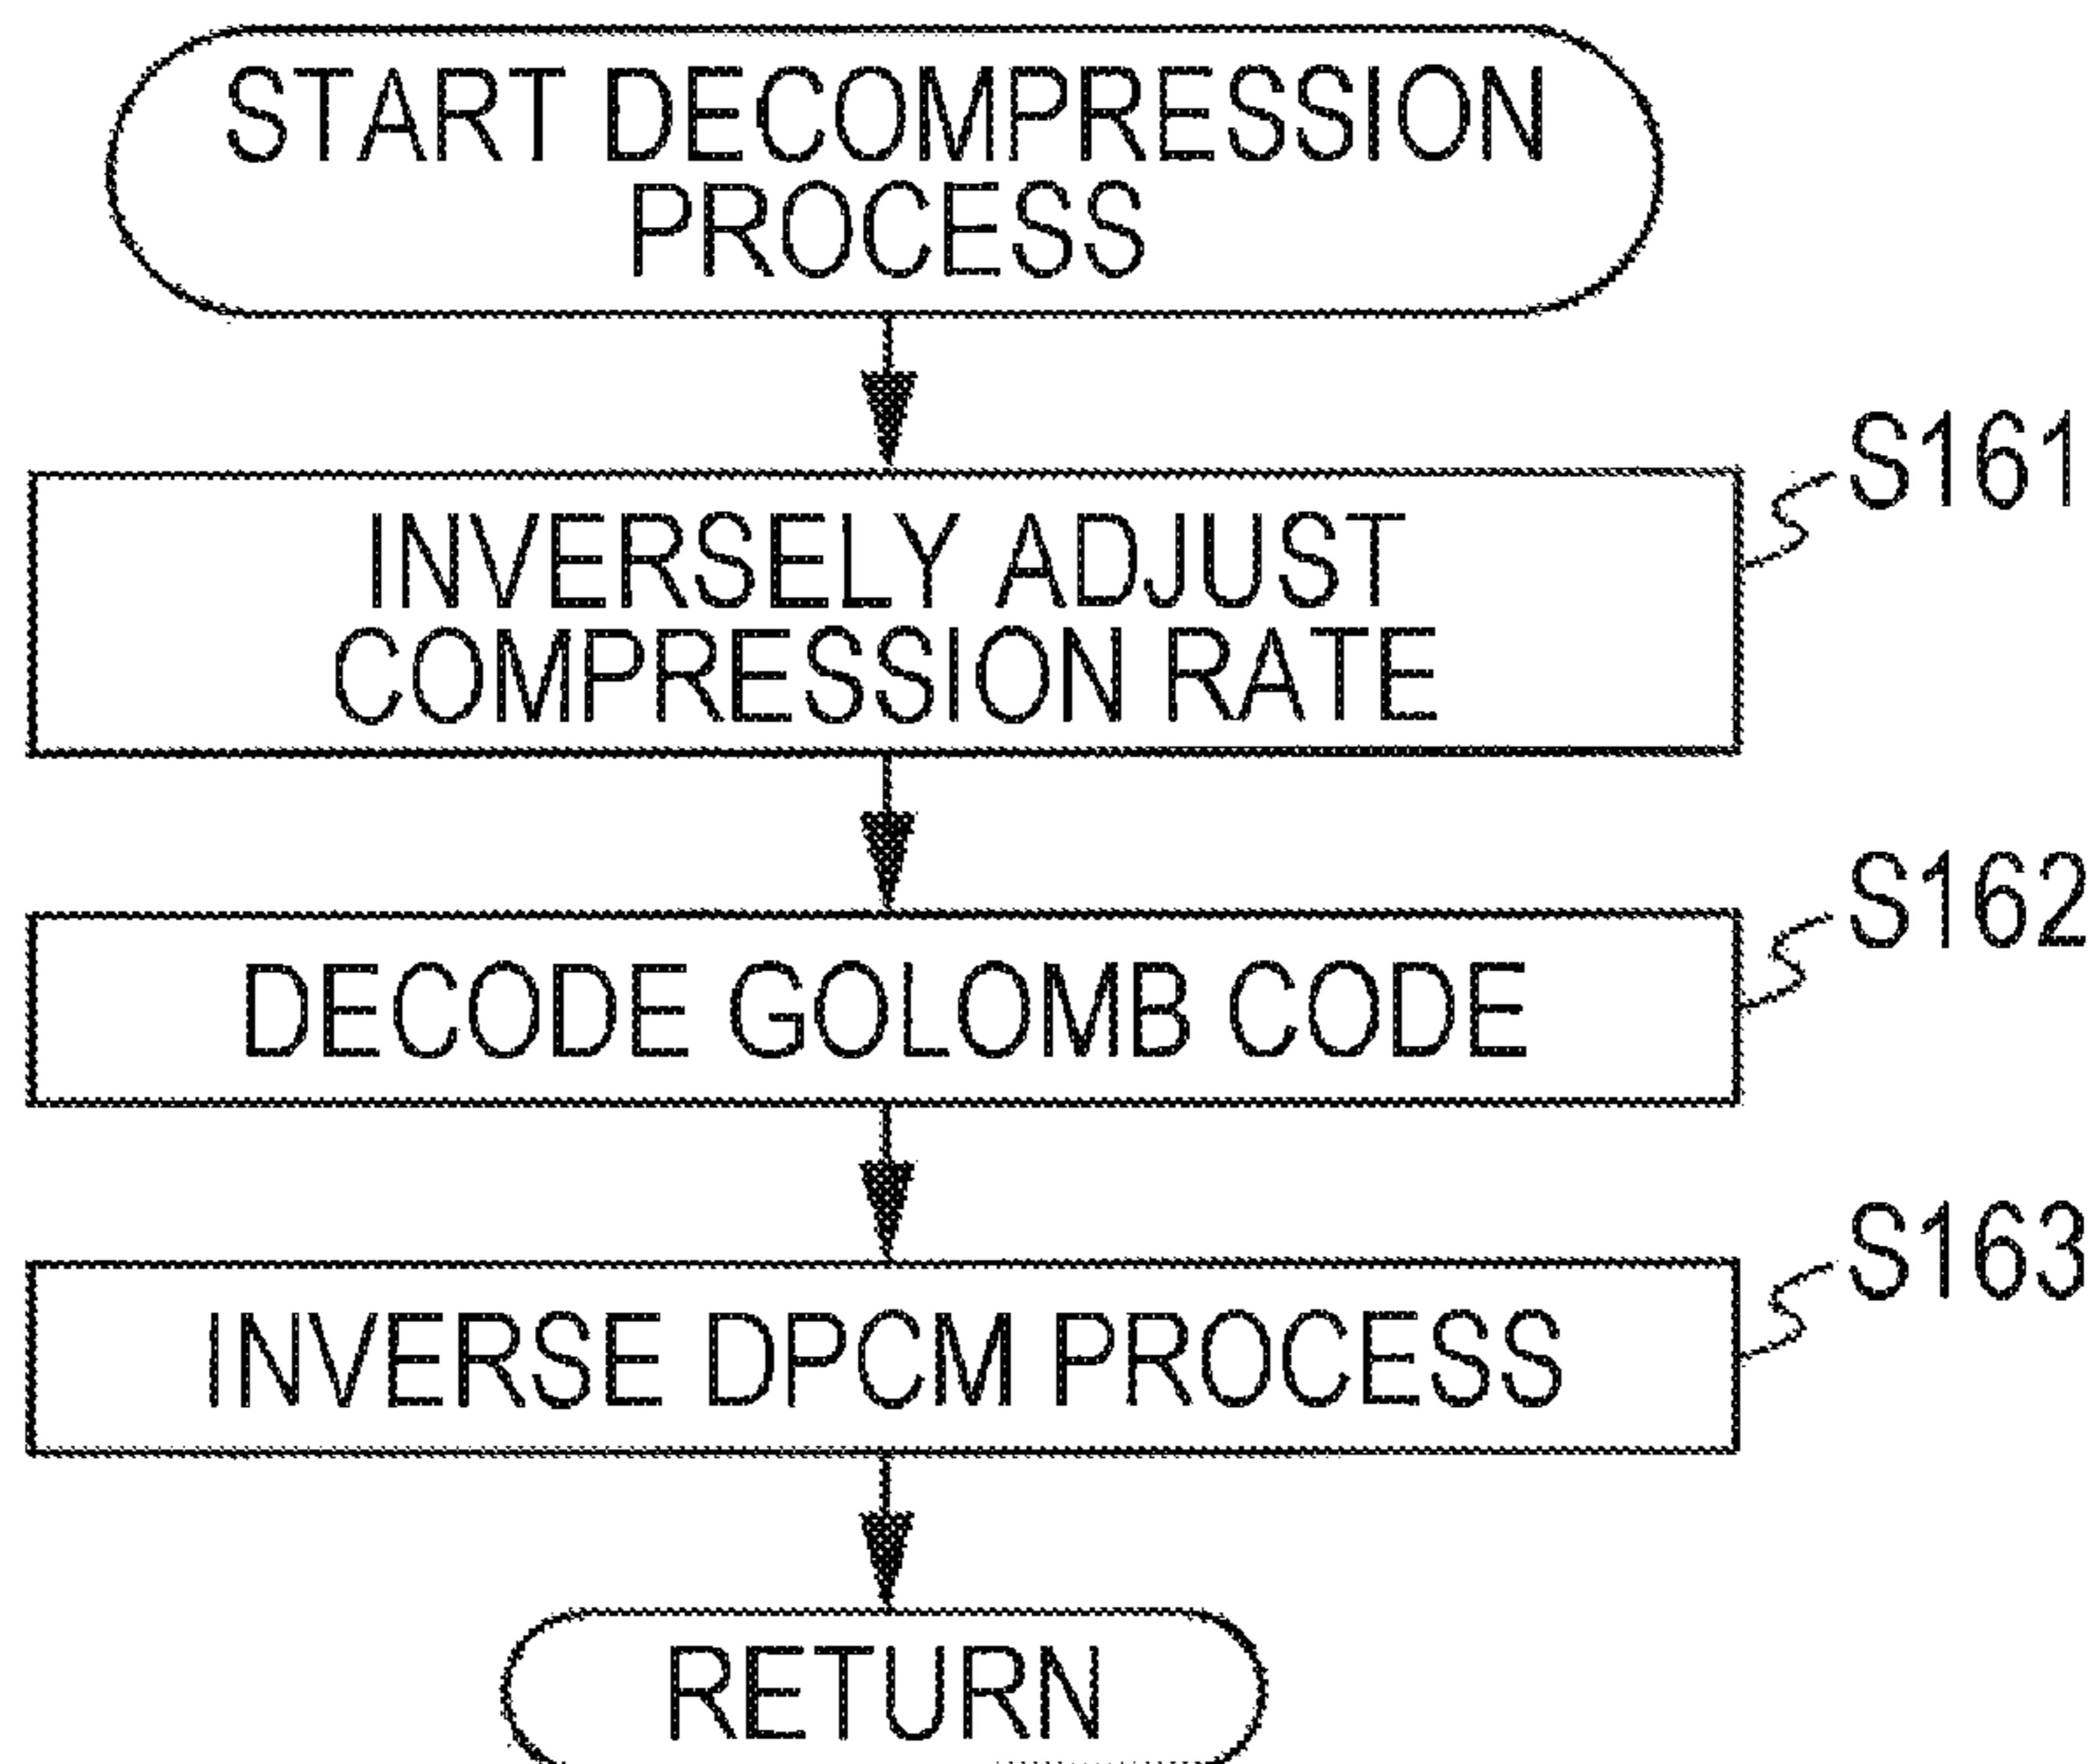 START DECOMPRESSION
PROCESS
S161
INVERSELY ADJUST
COMPRESSION RATE
S162
DECODE GOLOMB CODE
S163
INVERSE DPCM PROCESS
RETURN